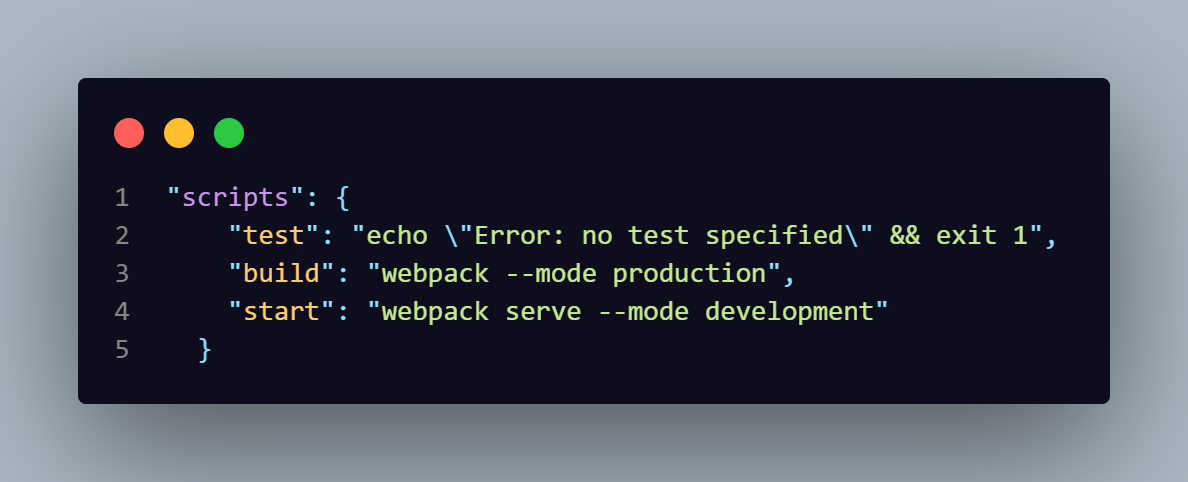 1 "scripts": {
2 "test": "echo \"Error: no test specified\" && exit 1",
3 "build": "webpack --mode production",
4 "start": "webpack serve --mode development"
5 }